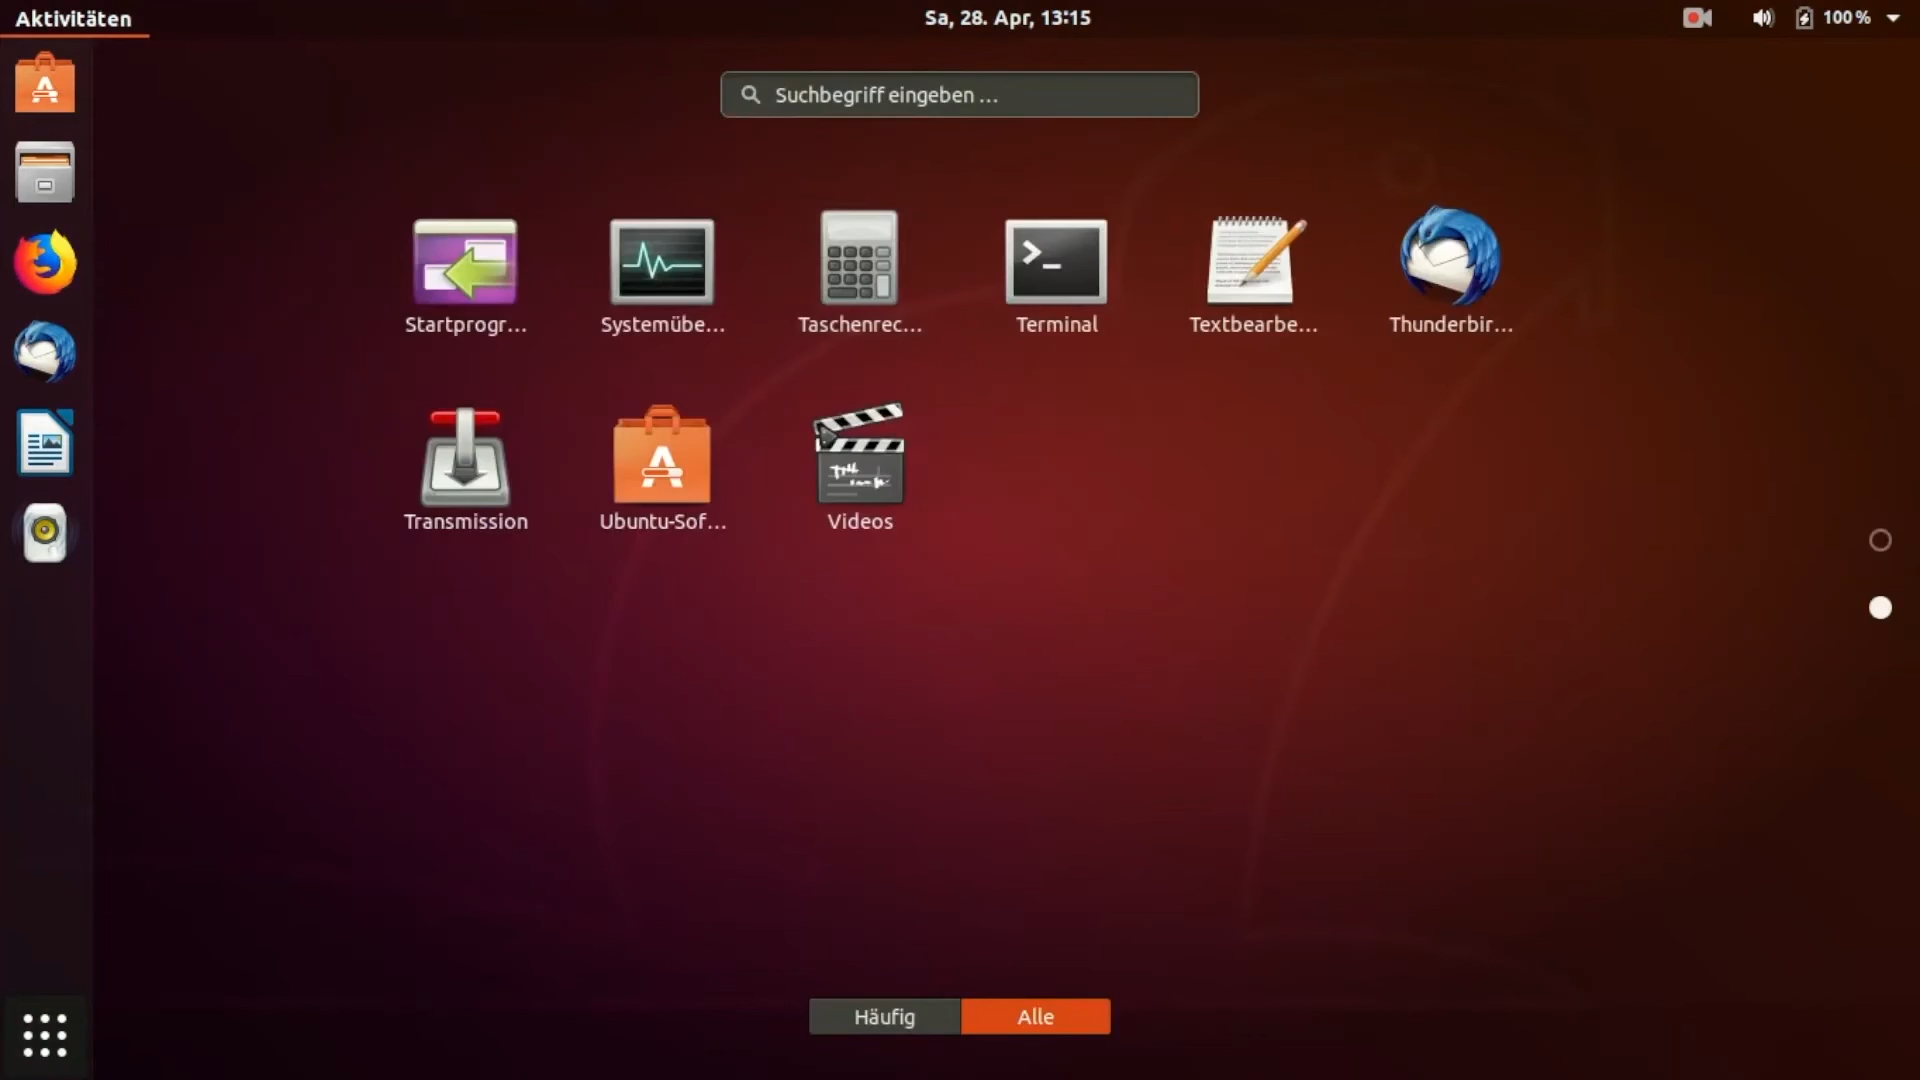 Aktivitäten
Sa, 28. Apr, 13:15
100 %
Suchbegriff eingeben ...
Startprogr...
Systemübe...
Taschenrec...
Terminal
Textbearbe...
Thunderbir...
Transmission
Ubuntu-Sof...
Videos
Häufig
Alle